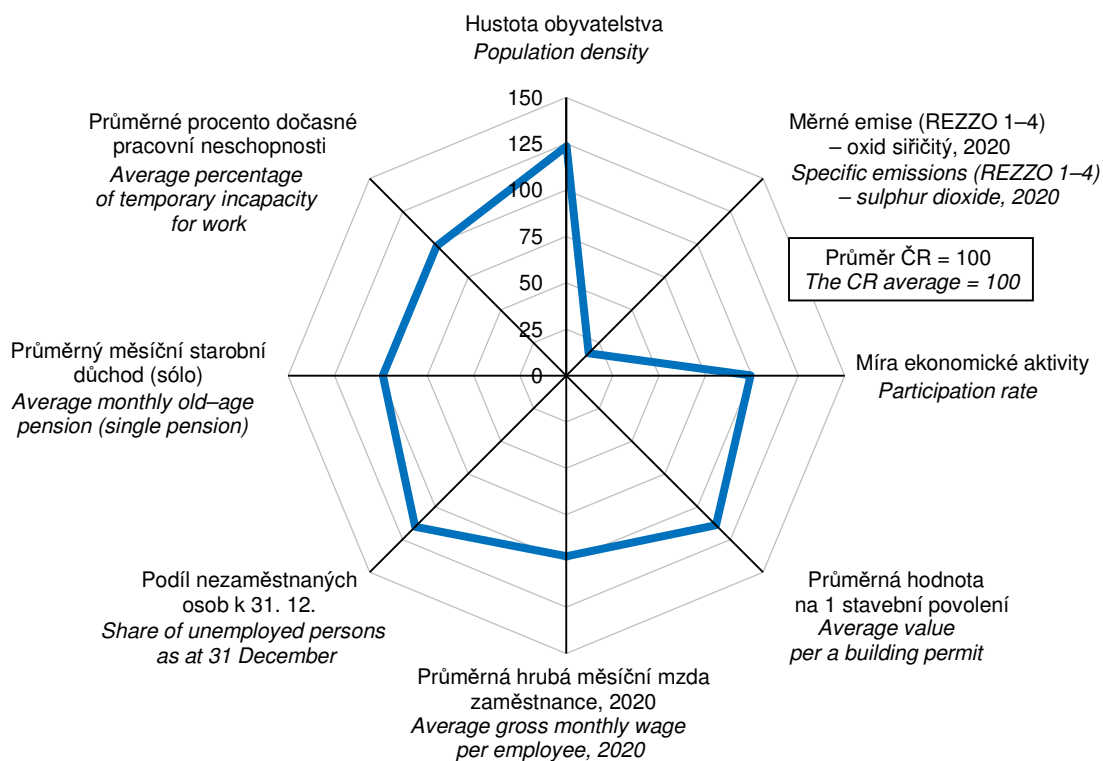 Hustota obyvatelstva
Population density
Měrné emise (REZZO 1–4)
– oxid siřičitý, 2020
Specific emissions (REZZO 1–4)
– sulphur dioxide, 2020
Průměr ČR = 100
The CR average = 100
Míra ekonomické aktivity
Participation rate
Průměrná hodnota
na 1 stavební povolení
Average value
per a building permit
Průměrná hrubá měsíční mzda
zaměstnance, 2020
Average gross monthly wage
per employee, 2020
Podíl nezaměstnaných
osob k 31. 12.
Share of unemployed persons
as at 31 December
Průměrný měsíční starobní
důchod (sólo)
Average monthly old–age
pension (single pension)
Průměrné procento dočasné
pracovní neschopnosti
Average percentage
of temporary incapacity
for work
150
125
100
75
50
25
0